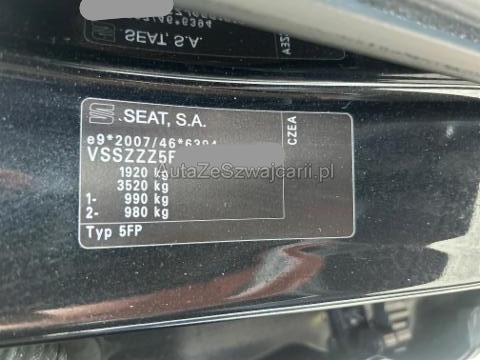 SEAT, S.A.
e9*2007/46*6394
VSSZZZ5F
1920 kg
3520 kg
1- 990 kg
2- 980 kg
Typ 5FP
CZEA
AutaZeSzwajcarii.pl